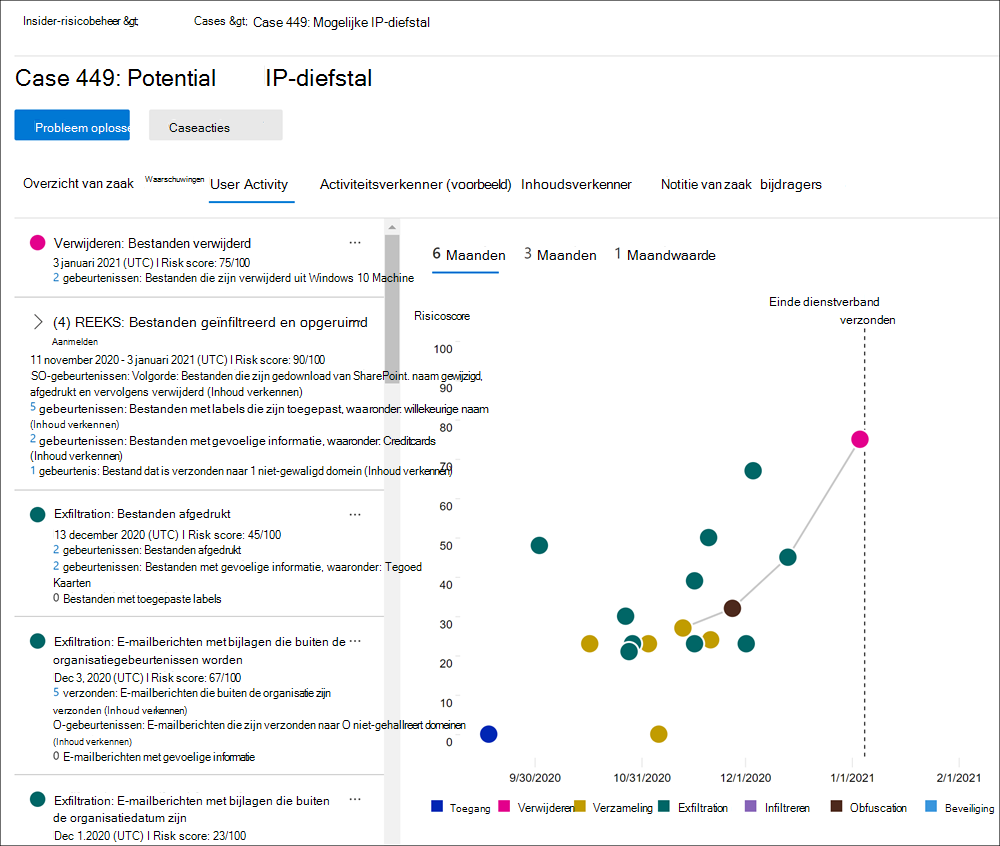 Insider-risicobeheer &gt; Cases &gt; Case 449: Mogelijke IP-diefstal
Case 449: Potential IP-diefstal
Probleem oplosse Caseacties
Overzicht van zaak Waarschuwingen User Activity Activiteitsverkenner (voorbeeld) Inhoudsverkenner Notitie van zaak bijdragers
Verwijderen: Bestanden verwijderd ...
3 januari 2021 (UTC) I Risk score: 75/100
2 gebeurtenissen: Bestanden die zijn verwijderd uit Windows 10 Machine
(4) REEKS: Bestanden geïnfiltreerd en opgeruimd
Aanmelden
11 november 2020 - 3 januari 2021 (UTC) I Risk score: 90/100
SO-gebeurtenissen: Volgorde: Bestanden die zijn gedownload van SharePoint. naam gewijzigd,
afgedrukt en vervolgens verwijderd (Inhoud verkennen)
5 gebeurtenissen: Bestanden met labels die zijn toegepast, waaronder: willekeurige naam
(Inhoud verkennen)
2 gebeurtenissen: Bestanden met gevoelige informatie, waaronder: Creditcards
(Inhoud verkennen)
1 gebeurtenis: Bestand dat is verzonden naar 1 niet-gewaligd domein (Inhoud verkennen)
Exfiltration: Bestanden afgedrukt ...
13 december 2020 (UTC) I Risk score: 45/100
2 gebeurtenissen: Bestanden afgedrukt
2 gebeurtenissen: Bestanden met gevoelige informatie, waaronder: Tegoed
Kaarten
0 Bestanden met toegepaste labels
Exfiltration: E-mailberichten met bijlagen die buiten de ...
organisatiegebeurtenissen worden
Dec 3, 2020 (UTC) I Risk score: 67/100
5 verzonden: E-mailberichten die buiten de organisatie zijn
verzonden (Inhoud verkennen)
O-gebeurtenissen: E-mailberichten die zijn verzonden naar O niet-gehallreert domeinen
(Inhoud verkennen)
0 E-mailberichten met gevoelige informatie
Exfiltration: E-mailberichten met bijlagen die buiten ...
de organisatiedatum zijn
Dec 1.2020 (UTC) I Risk score: 23/100
6 Maanden 3 Maanden 1 Maandwaarde
Einde dienstverband
verzonden
Risicoscore
100
90
80
70
60
50
40
30
20
10
0
9/30/2020 10/31/2020 12/1/2020 1/1/2021 2/1/2021
Toegang Verwijderen Verzameling Exfiltration Infiltreren Obfuscation Beveiliging